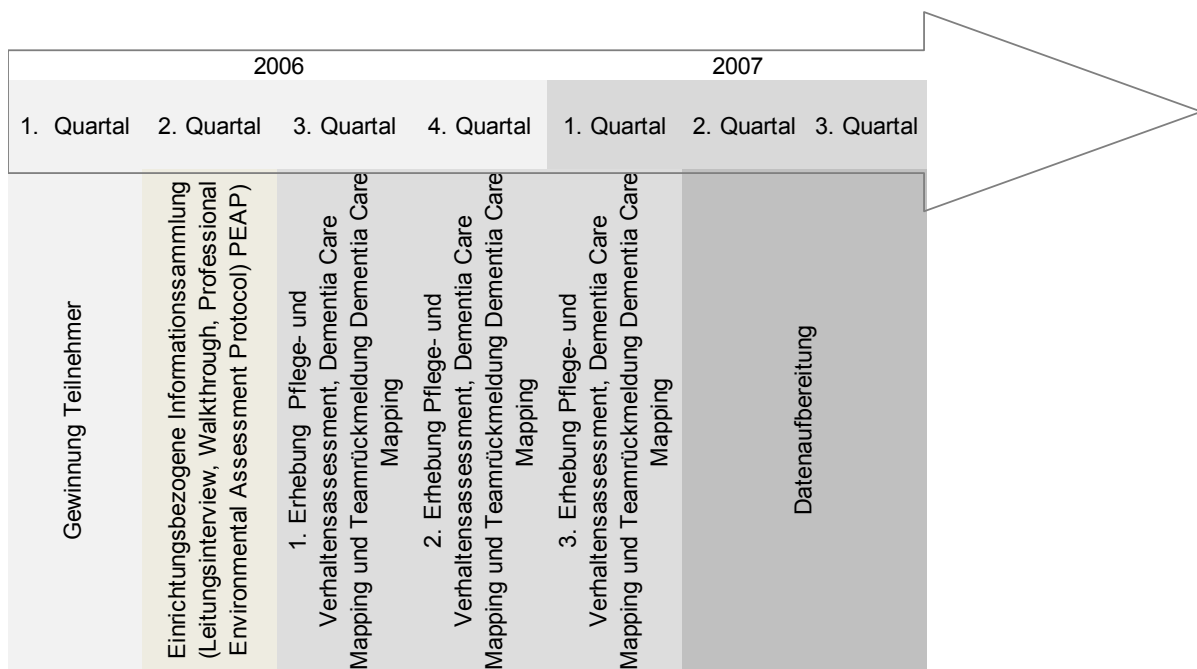 2006 2007
1. Quartal 2. Quartal 3. Quartal 4. Quartal 1. Quartal 2. Quartal 3. Quartal
Gewinnung Teilnehmer
Einrichtungsbezogene Informationssammlung
(Leitungsinterview, Walkthrough, Professional
Environmental Assessment Protocol) PEAP)
1. Erhebung Pflege- und
Verhaltensassessment, Dementia Care
Mapping und Teamrückmeldung Dementia Care
Mapping
2. Erhebung Pflege- und
Verhaltensassessment, Dementia Care
Mapping und Teamrückmeldung Dementia Care
Mapping
3. Erhebung Pflege- und
Verhaltensassessment, Dementia Care
Mapping und Teamrückmeldung Dementia Care
Mapping
Datenaufbereitung